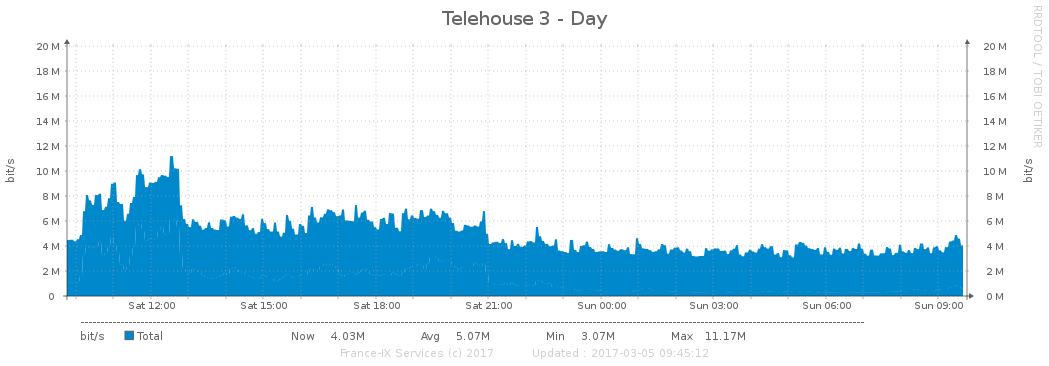 Telehouse 3 - Day
RRDTOOL / TOBI OETIKER
20 M 20 M
18 M 18 M
16 M 16 M
14 M 14 M
12 M 12 M
10 M 10 M
8 M 8 M
6 M 6 M
4 M 4 M
2 M 2 M
0 0 M
bit/s
bit/s
Sat 12:00 Sat 15:00 Sat 18:00 Sat 21:00 Sun 00:00 Sun 03:00 Sun 06:00 Sun 09:00
bit/s Total Now 4.03M Avg 5.07M Min 3.07M Max 11.17M
France-IX Services (c) 2017 Updated : 2017-03-05 09:45:12